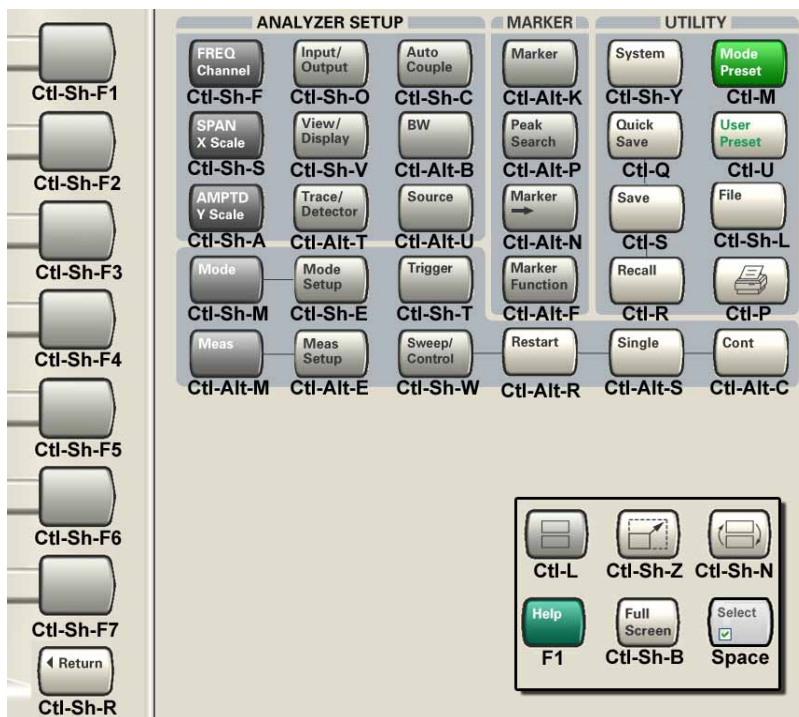 ANALYZER SETUP
MARKER
UTILITY
FREQ
Channel
Input/
Output
Auto
Couple
Marker
System
Mode
Preset
Ctl-Sh-F1
Ctl-Sh-F
Ctl-Sh-O
Ctl-Sh-C
Ctl-Alt-K
Ctl-Sh-Y
Ctl-M
SPAN
X Scale
View/
Display
BW
Peak
Search
Quick
Save
User
Preset
Ctl-Sh-F2
Ctl-Sh-S
Ctl-Sh-V
Ctl-Alt-B
Ctl-Alt-P
Ctl-Q
Ctl-U
AMPTD
Y Scale
Trace/
Detector
Source
Marker
Save
File
Ctl-Sh-A
Ctl-Alt-T
Ctl-Alt-U
Ctl-Alt-N
Ctl-S
Ctl-Sh-L
Ctl-Sh-F3
Mode
Mode
Setup
Trigger
Marker
Function
Recall
Ctl-Sh-M
Ctl-Sh-E
Ctl-Sh-T
Ctl-Alt-F
Ctl-R
Ctl-P
Ctl-Sh-F4
Meas
Meas
Setup
Sweep/
Control
Restart
Single
Cont
Ctl-Alt-M
Ctl-Alt-E
Ctl-Sh-W
Ctl-Alt-R
Ctl-Alt-S
Ctl-Alt-C
Ctl-Sh-F5
Ctl-Sh-F6
Ctl-Sh-F7
Return
Ctl-Sh-R
Ctl-L
Ctl-Sh-Z
Ctl-Sh-N
Help
Full
Screen
Select
F1
Ctl-Sh-B
Space